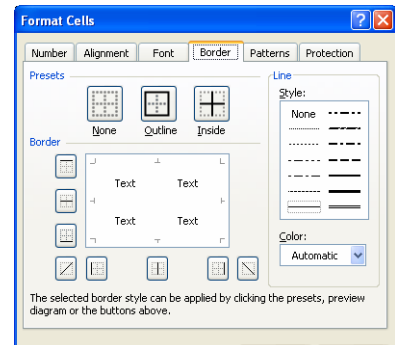 Format Cells
Number Alignment Font Border Patterns Protection
Presets
None Outline Inside
Border
Text Text
Text Text
Line
Style:
None
Color:
Automatic
The selected border style can be applied by clicking the presets, preview
diagram or the buttons above.